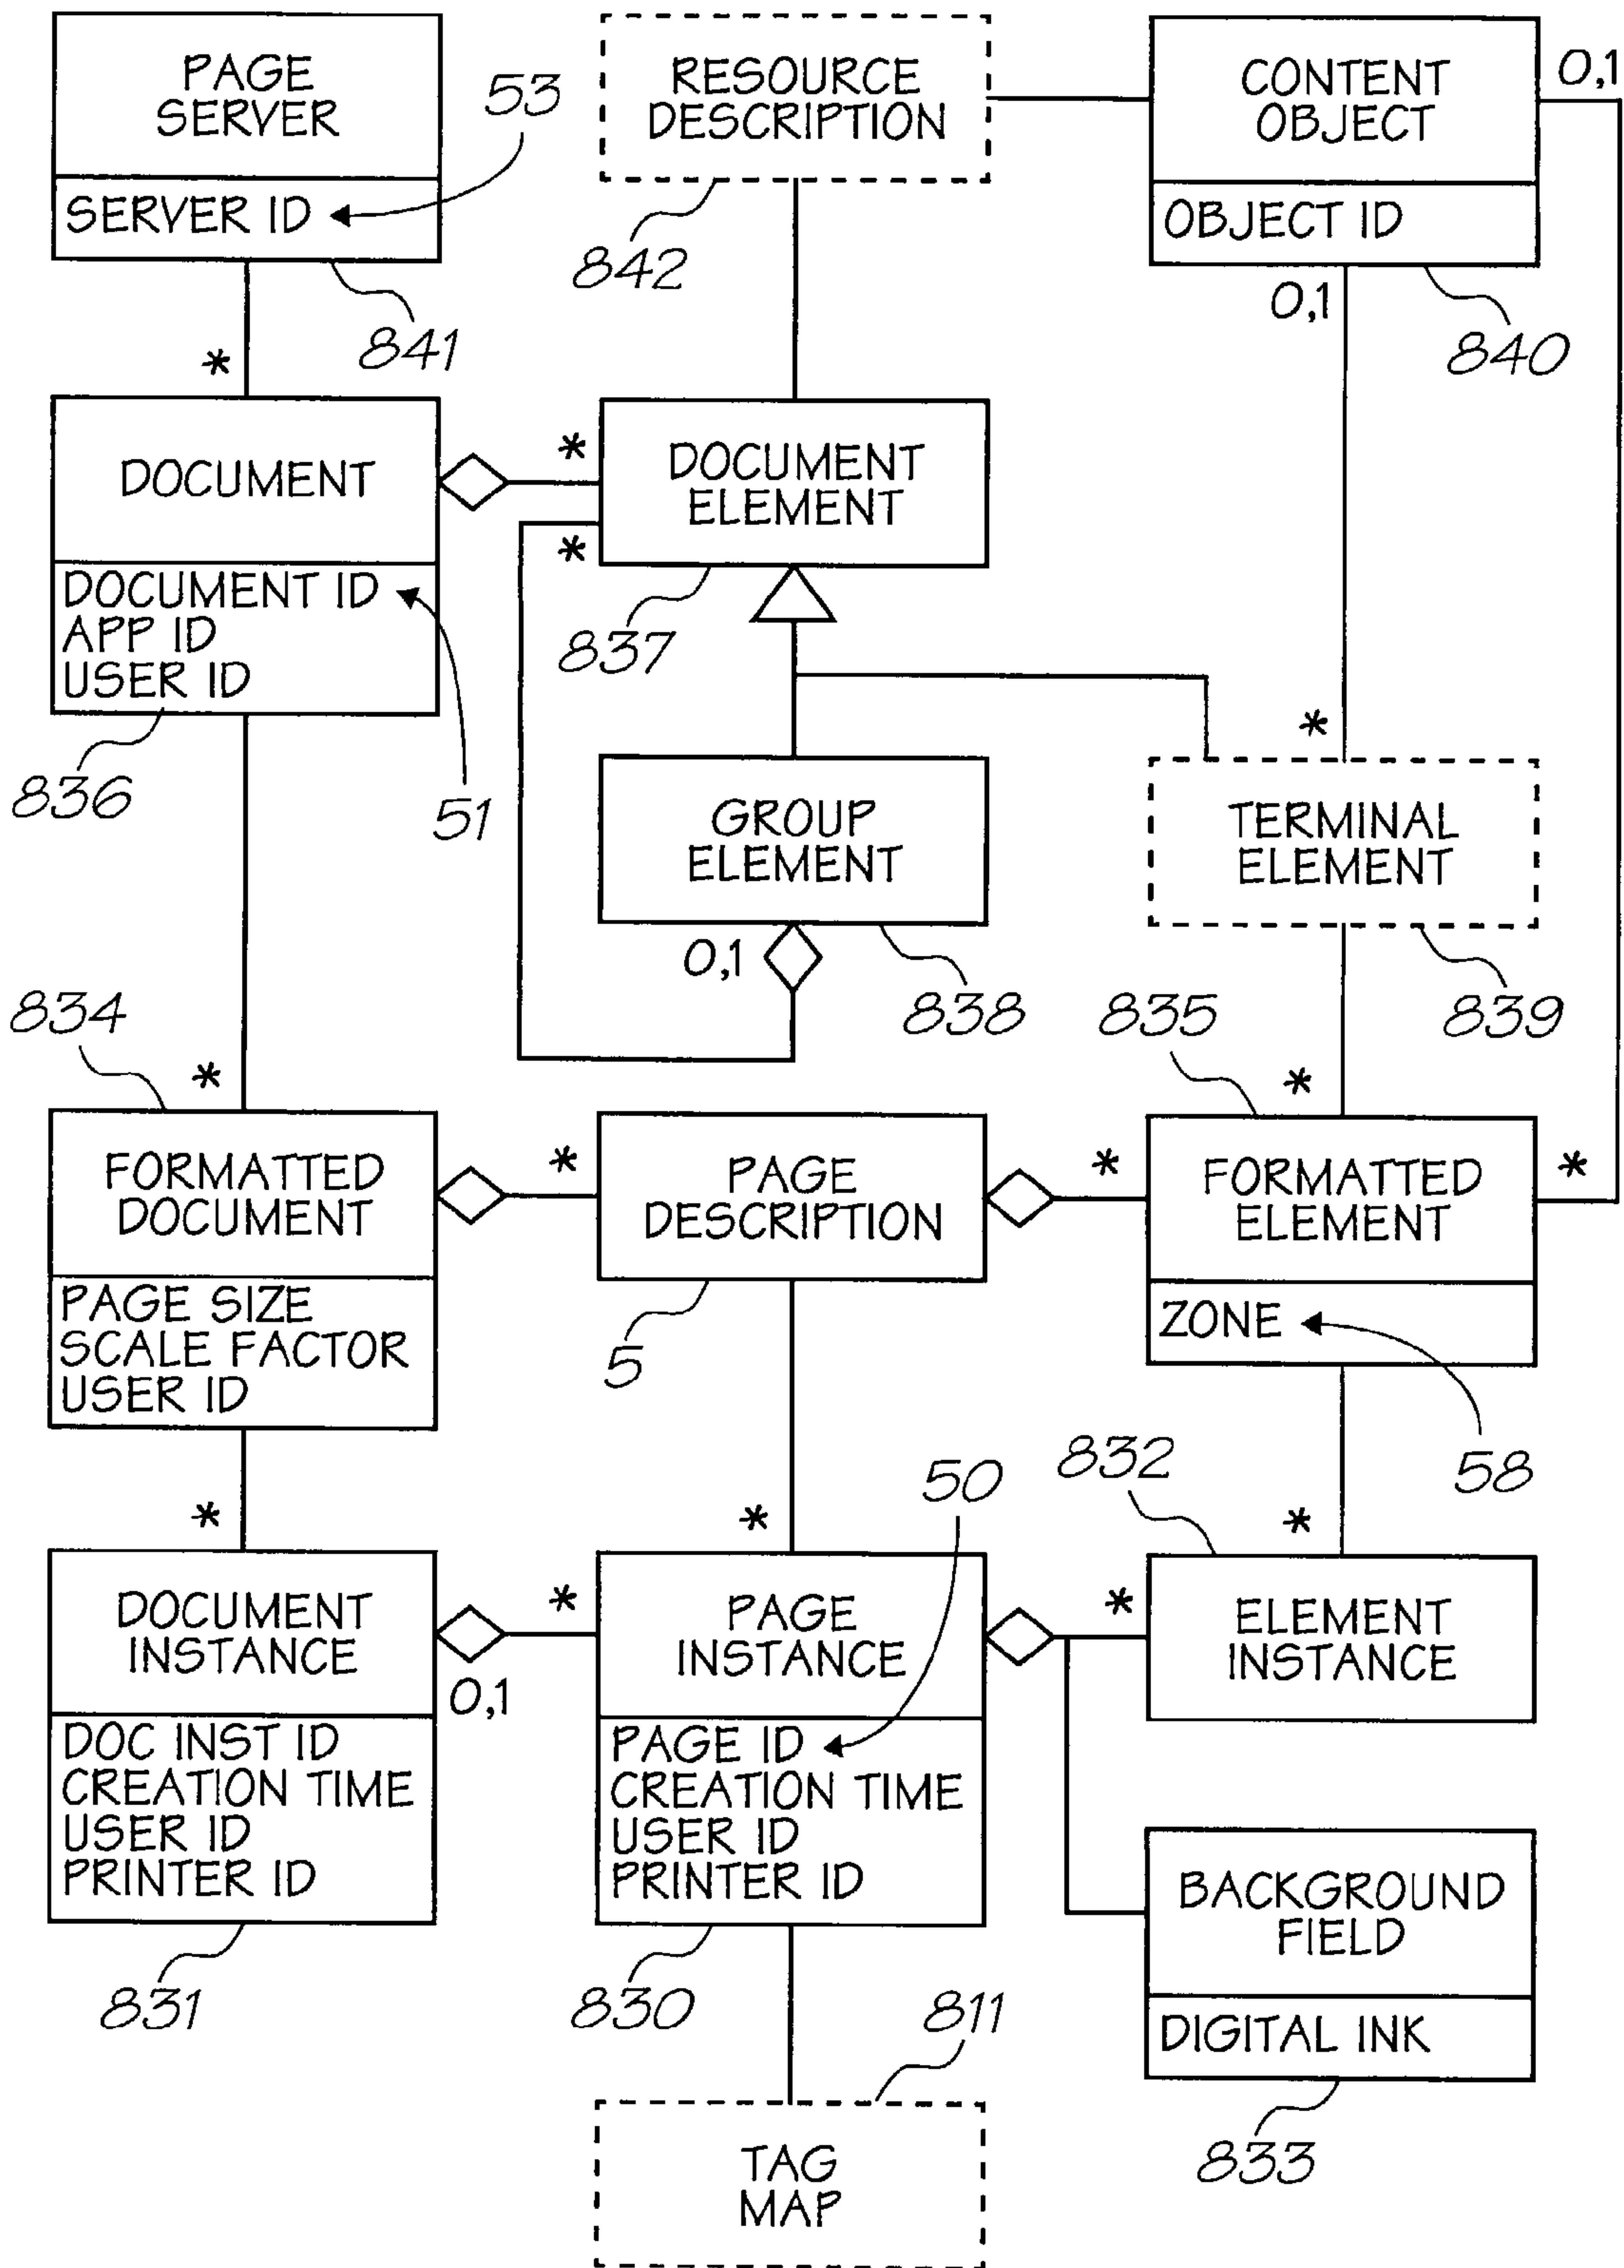 PAGE
SERVER
SERVER ID
53
841
RESOURCE
DESCRIPTION
842
CONTENT
OBJECT
OBJECT ID
0,1
0,1
840
*
DOCUMENT
DOCUMENT ID
APP ID
USER ID
836
51
*
*
DOCUMENT
ELEMENT
837
GROUP
ELEMENT
0,1
838
*
TERMINAL
ELEMENT
839
834
*
FORMATTED
DOCUMENT
PAGE SIZE
SCALE FACTOR
USER ID
*
PAGE
DESCRIPTION
5
835
*
*
FORMATTED
ELEMENT
*
ZONE
58
*
DOCUMENT
INSTANCE
0,1
DOC INST ID
CREATION TIME
USER ID
PRINTER ID
831
50
*
*
PAGE
INSTANCE
PAGE ID
CREATION TIME
USER ID
PRINTER ID
830
832
*
*
ELEMENT
INSTANCE
BACKGROUND
FIELD
DIGITAL INK
833
811
TAG
MAP